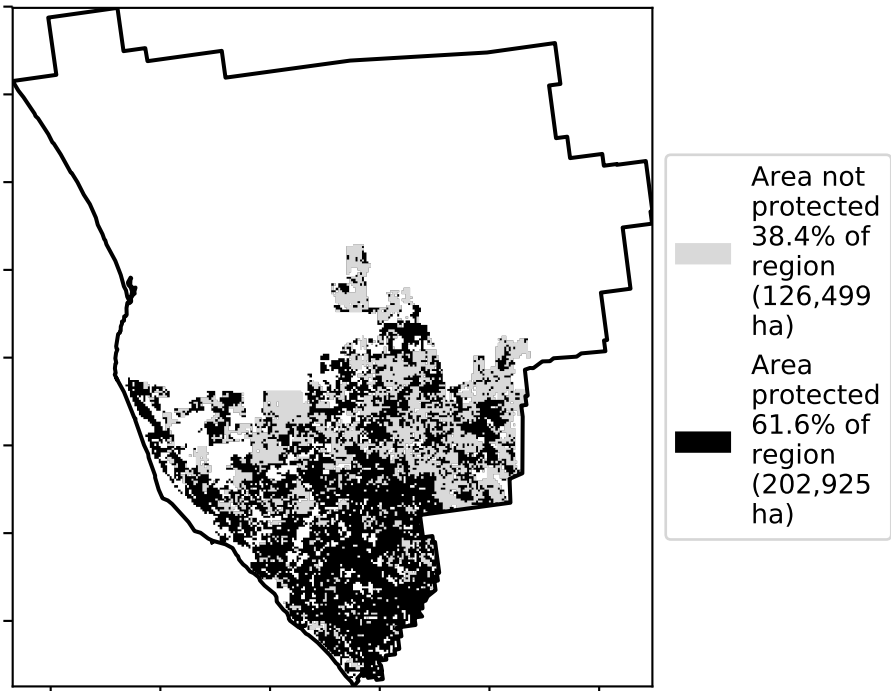 Area not
protected
38.4% of
region
(126,499
ha)
Area
protected
61.6% of
region
(202,925
ha)